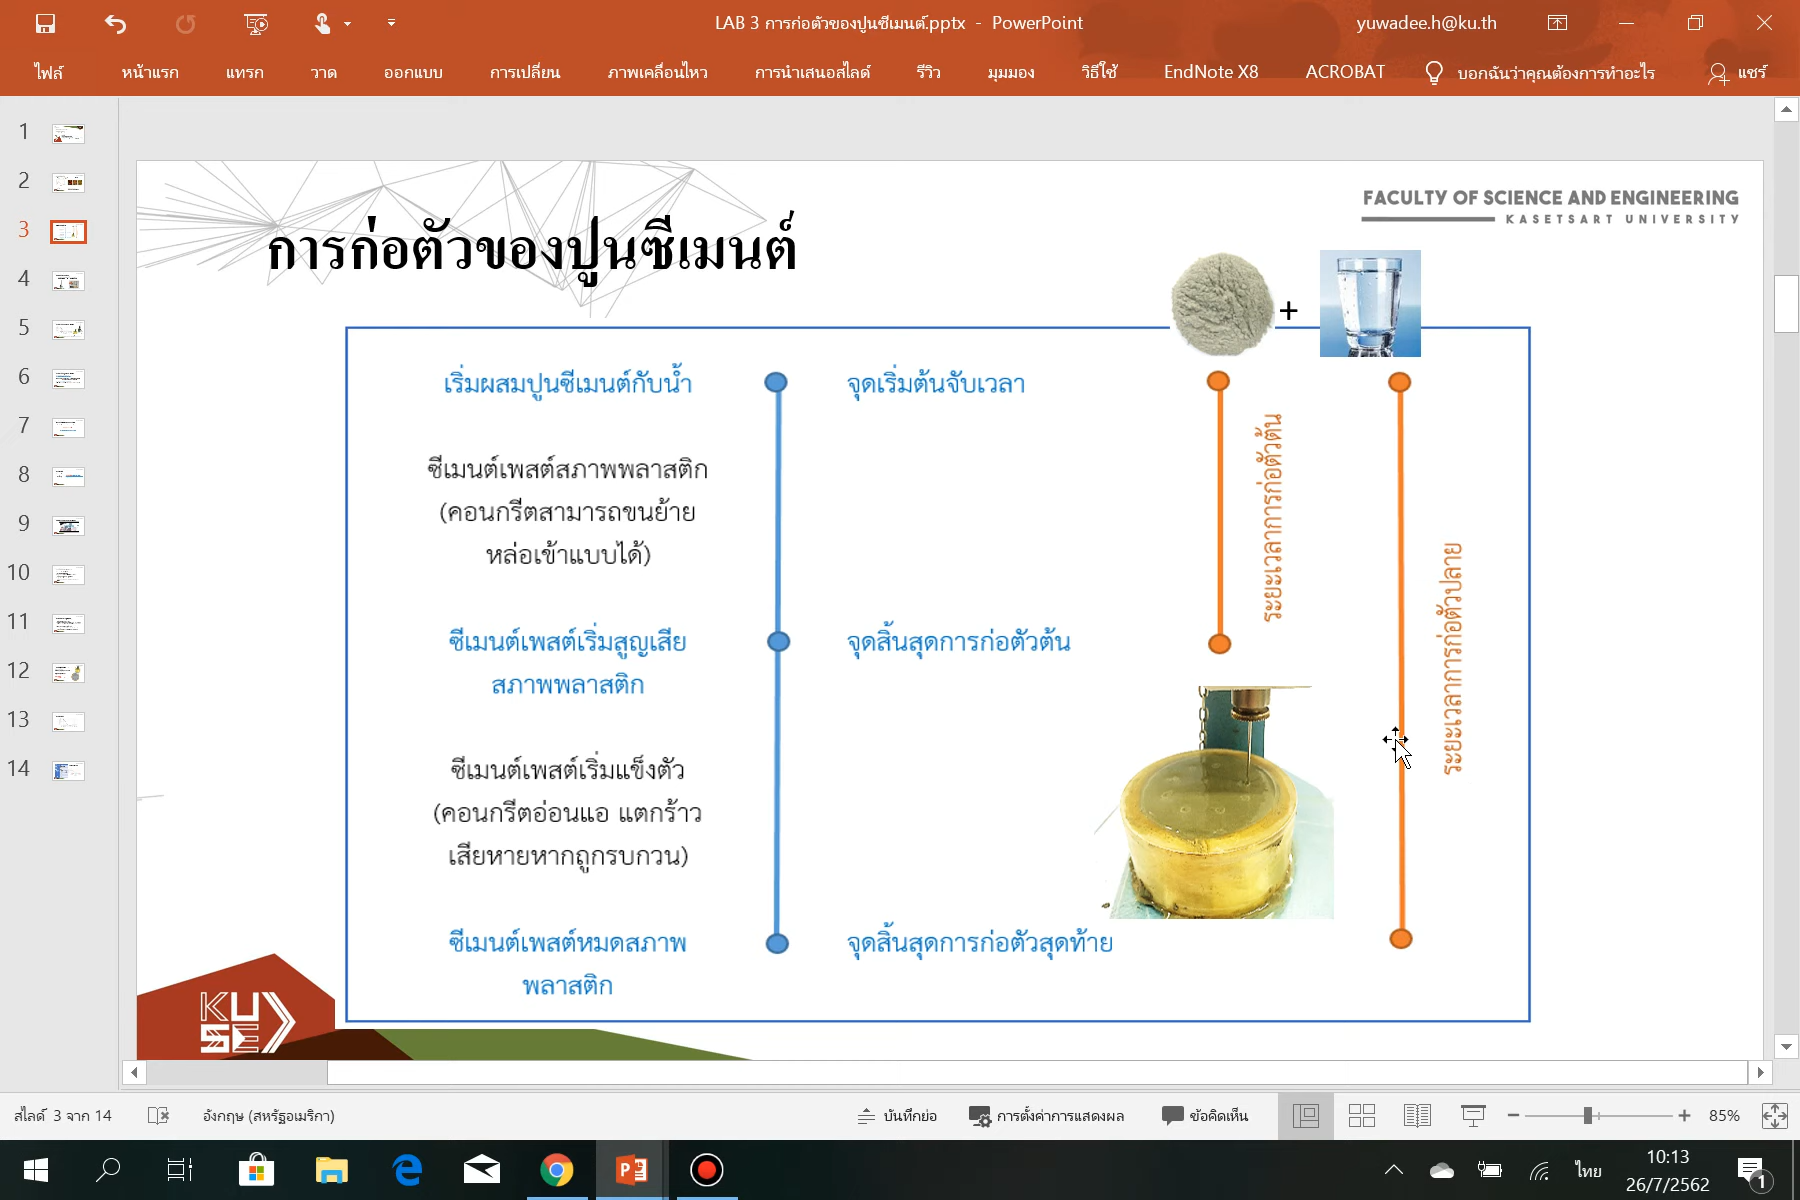 LAB 3 การก่อตัวของปูนซีเมนต์.pptx - PowerPoint
yuwadee.h@ku.th
ไฟล์ หน้าแรก แทรก วาด ออกแบบ การเปลี่ยน ภาพเคลื่อนไหว การนำเสนอสไลด์ รีวิว มุมมอง วิธีใช้ EndNote X8 ACROBAT บอกฉันว่าคุณต้องการทำอะไร แชร์
1
2
3
4
5
6
7
8
9
10
11
12
13
14
FACULTY OF SCIENCE AND ENGINEERING
KASETSART UNIVERSITY
การก่อตัวของปูนซีเมนต์
+
เริ่มผสมปูนซีเมนต์กับน้ำ
จุดเริ่มต้นจับเวลา
ซีเมนต์เพสต์สภาพพลาสติก
(คอนกรีตสามารถขนย้าย
หล่อเข้าแบบได้)
ซีเมนต์เพสต์เริ่มสูญเสีย
สภาพพลาสติก
จุดสิ้นสุดการก่อตัวต้น
ซีเมนต์เพสต์เริ่มแข็งตัว
(คอนกรีตอ่อนแอ แตกร้าว
เสียหายหากถูกรบกวน)
ซีเมนต์เพสต์หมดสภาพ
พลาสติก
จุดสิ้นสุดการก่อตัวสุดท้าย
ระยะเวลาการก่อตัวต้น
ระยะเวลาการก่อตัวปลาย
KU
SE
สไลด์ 3 จาก 14 อังกฤษ (สหรัฐอเมริกา) บันทึกย่อ การตั้งค่าการแสดงผล ข้อคิดเห็น 85%
ไทย
10:13
26/7/2562
1